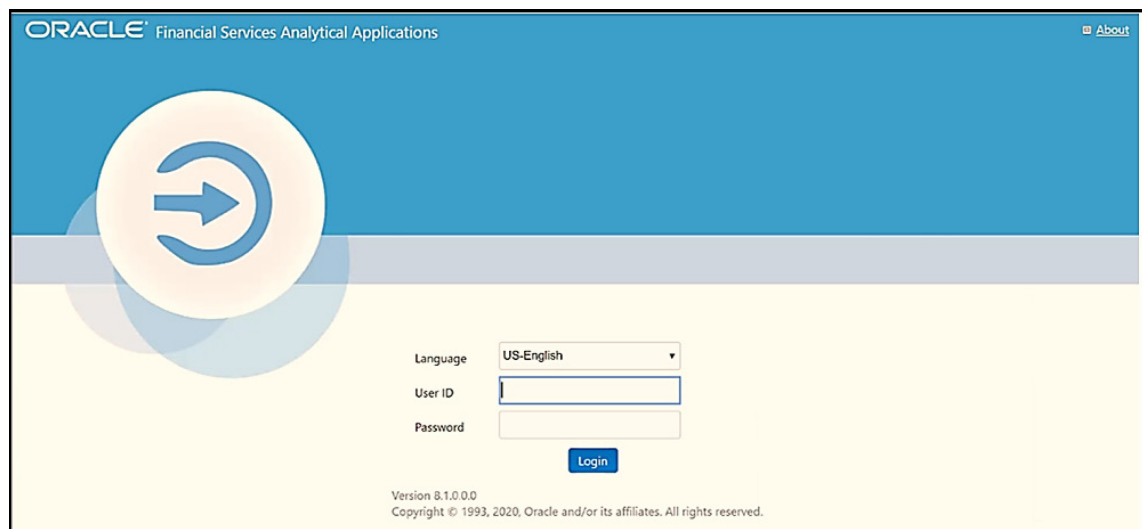 ORACLE Financial Services Analytical Applications
About
Language US-English
User ID
Password
Login
Version 8.1.0.0.0
Copyright © 1993, 2020, Oracle and/or its affiliates. All rights reserved.